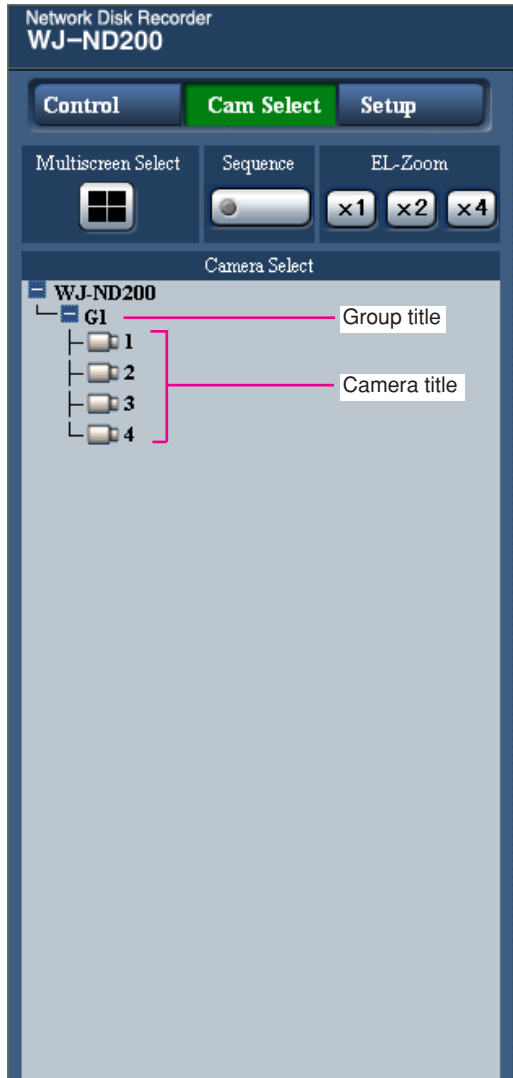 Network Disk Recorder
WJ-ND200
Control Cam Select Setup
Multiscreen Select Sequence EL-Zoom
×1 ×2 ×4
Camera Select
WJ-ND200
G1 Group title
1
2 Camera title
3
4